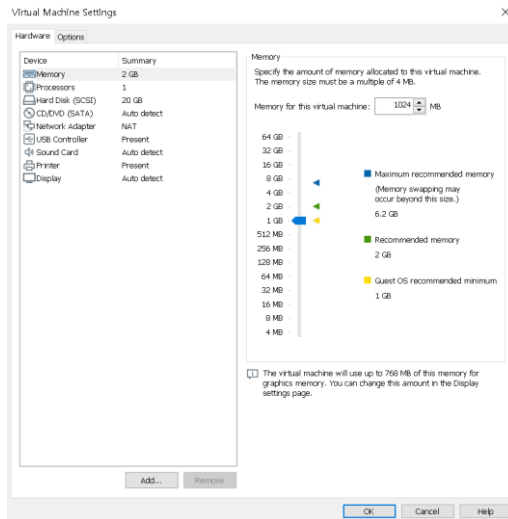 Virtual Machine Settings
Hardware Options
Device Summary
Memory 2 GB
Processors 1
Hard Disk (SCSI) 20 GB
CD/DVD (SATA) Auto detect
Network Adapter NAT
USB Controller Present
Sound Card Auto detect
Printer Present
Display Auto detect
Add... Remove
Memory
Specify the amount of memory allocated to this virtual machine.
The memory size must be a multiple of 4 MB.
Memory for this virtual machine: 1024 MB
64 GB
32 GB
16 GB
8 GB
4 GB
2 GB
1 GB
512 MB
256 MB
128 MB
64 MB
32 MB
16 MB
8 MB
4 MB
Maximum recommended memory
(Memory swapping may
occur beyond this size.)
6.2 GB
Recommended memory
2 GB
Guest OS recommended minimum
1 GB
The virtual machine will use up to 768 MB of this memory for
graphics memory. You can change this amount in the Display
settings page.
OK Cancel Help